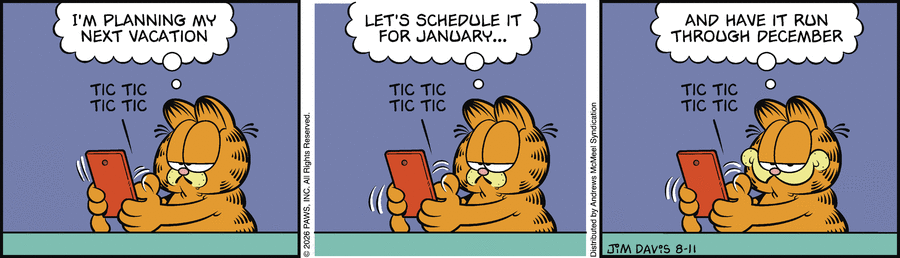 I'M PLANNING MY
NEXT VACATION
TIC TIC
TIC TIC
© 2026 PAWS, INC. All Rights Reserved.
LET'S SCHEDULE IT
FOR JANUARY...
TIC TIC
TIC TIC
Distributed by Andrews McMeel Syndication
AND HAVE IT RUN
THROUGH DECEMBER
TIC TIC
TIC TIC
JIM DAVIS 8-11